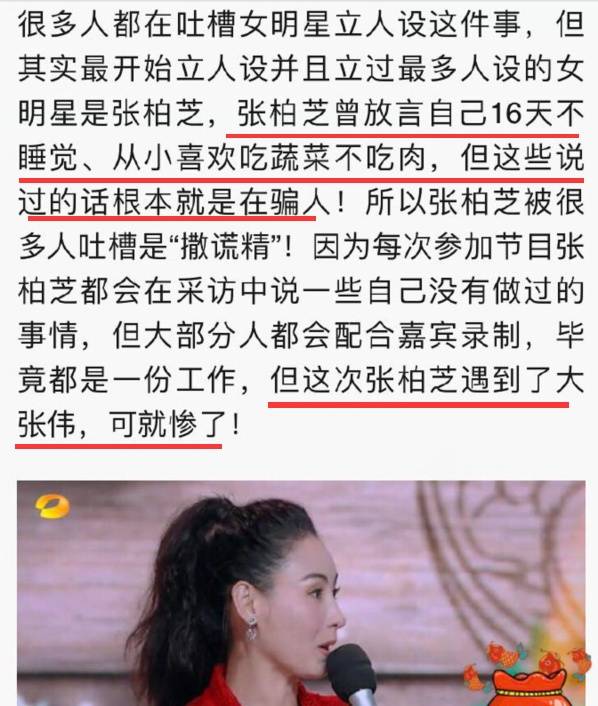 很多人都在吐槽女明星立人设这件事，但
其实最开始立人设并且立过最多人设的女
明星是张柏芝，张柏芝曾放言自己16天不
睡觉、从小喜欢吃蔬菜不吃肉，但这些说
过的话根本就是在骗人！所以张柏芝被很
多人吐槽是“撒谎精”！因为每次参加节目张
柏芝都会在采访中说一些自己没有做过的
事情，但大部分人都会配合嘉宾录制，毕
竟都是一份工作，但这次张柏芝遇到了大
张伟，可就惨了！